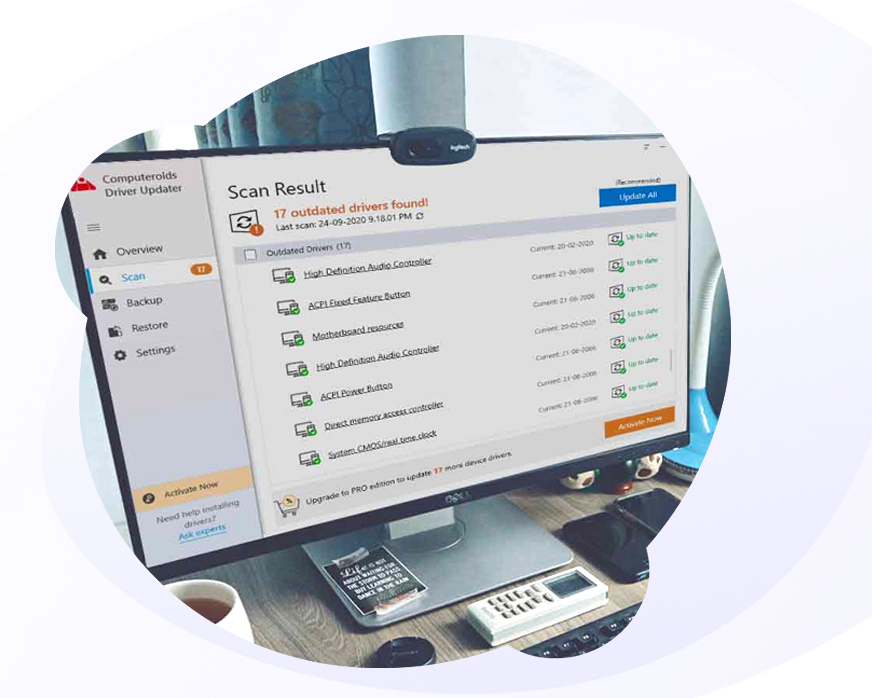 logitech
Computeroids
Driver Updater
Overview
Scan 17
Backup
Restore
Settings
Activate Now
Need help installing
drivers?
Ask experts
Scan Result
17 outdated drivers found!
Last scan: 24-09-2020 9.18.01 PM
(Recommended)
Update All
Outdated Drivers (17)
High Definition Audio Controller Current: 20-02-2020 Up to date
ACPI Fixed Feature Button Current: 21-06-2006 Up to date
Motherboard resources Current: 21-06-2006 Up to date
High Definition Audio Controller Current: 20-02-2020 Up to date
ACPI Power Button Current: 21-06-2006 Up to date
Direct memory access controller Current: 21-06-2006 Up to date
System CMOS/real time clock Current: 21-06-2006 Up to date
Upgrade to PRO edition to update 17 more device drivers.
Activate Now
DELL
Life IS NOT
ABOUT WAITING FOR
THE STORM TO PASS
BUT LEARNING TO
DANCE IN THE RAIN